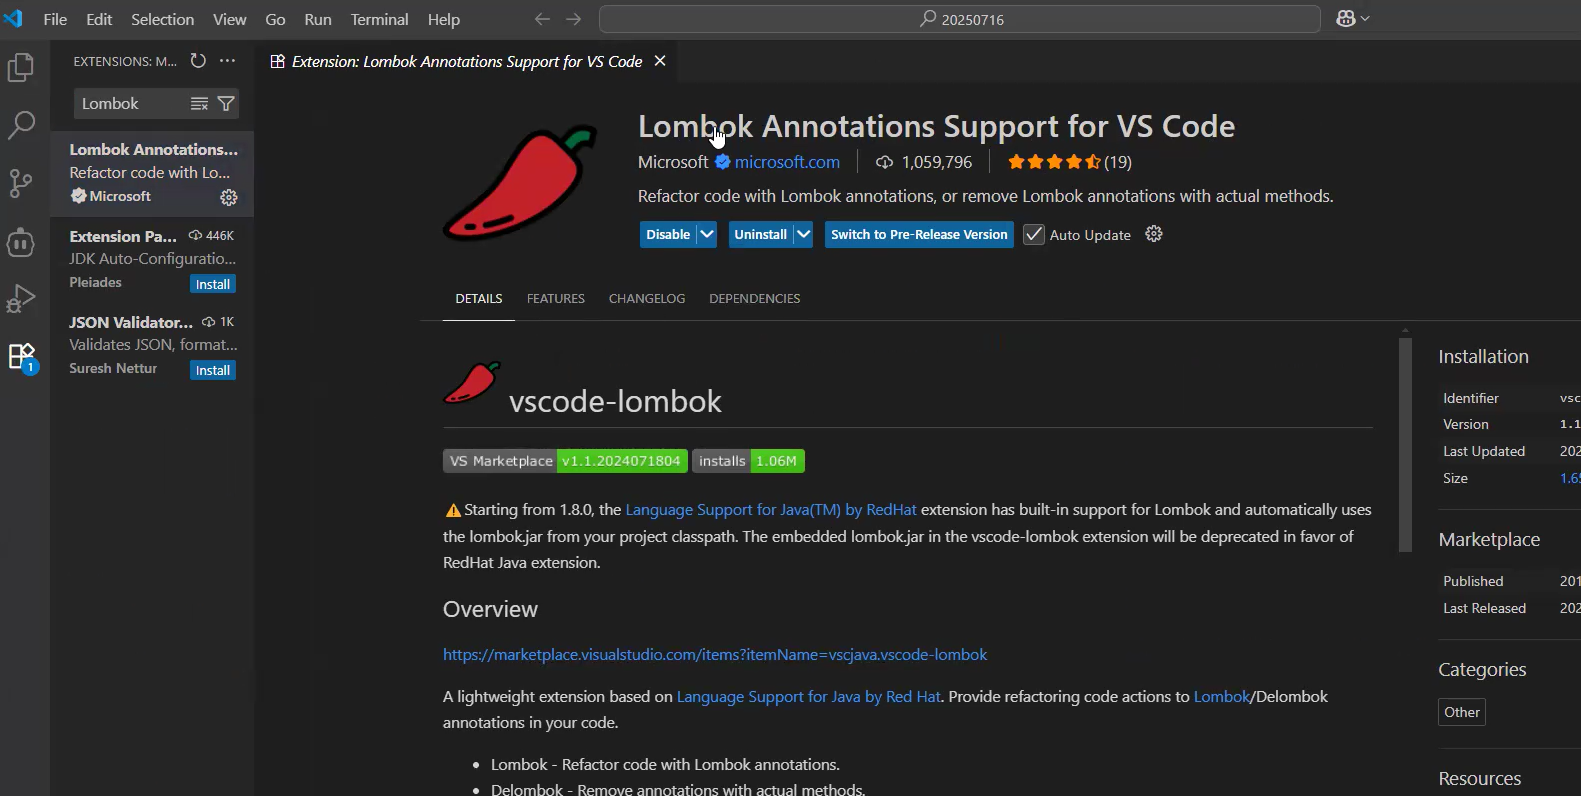 File Edit Selection View Go Run Terminal Help
20250716
EXTENSIONS: M...
Extension: Lombok Annotations Support for VS Code
Lombok
Lombok Annotations...
Refactor code with Lo...
Microsoft
Extension Pa... 446K
JDK Auto-Configuratio...
Pleiades
Install
JSON Validator... 1K
Validates JSON, format...
Suresh Nettur
Install
1
Lombok Annotations Support for VS Code
Microsoft microsoft.com 1,059,796 (19)
Refactor code with Lombok annotations, or remove Lombok annotations with actual methods.
Disable Uninstall Switch to Pre-Release Version Auto Update
DETAILS FEATURES CHANGELOG DEPENDENCIES
vscode-lombok
VS Marketplace v1.1.2024071804 installs 1.06M
Starting from 1.8.0, the Language Support for Java(TM) by RedHat extension has built-in support for Lombok and automatically uses
the lombok.jar from your project classpath. The embedded lombok.jar in the vscode-lombok extension will be deprecated in favor of
RedHat Java extension.
Overview
https://marketplace.visualstudio.com/items?itemName=vscjava.vscode-lombok
A lightweight extension based on Language Support for Java by Red Hat. Provide refactoring code actions to Lombok/Delombok
annotations in your code.
• Lombok - Refactor code with Lombok annotations.
• Delombok - Remove annotations with actual methods.
Installation
Identifier vsc
Version 1.1
Last Updated 202
Size 1.6
Marketplace
Published 201
Last Released 202
Categories
Other
Resources